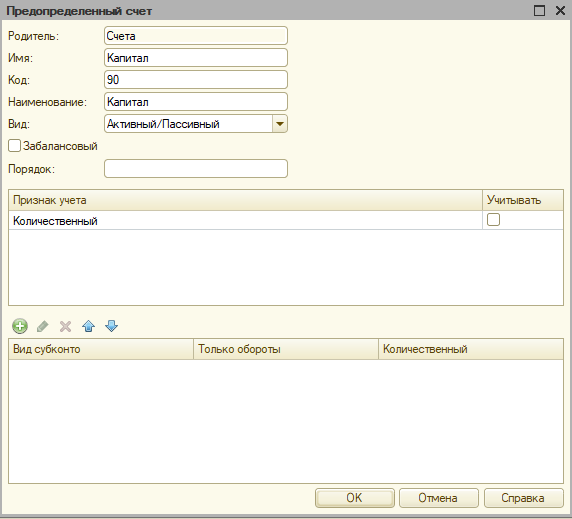 Предопределенный счет
Родитель: Счета
Имя: Капитал
Код: 90
Наименование: Капитал
Вид: Активный/Пассивный
Забалансовый
Порядок:
Признак учета Учитывать
Количественный
Вид субконто Только обороты Количественный
OK Отмена Справка